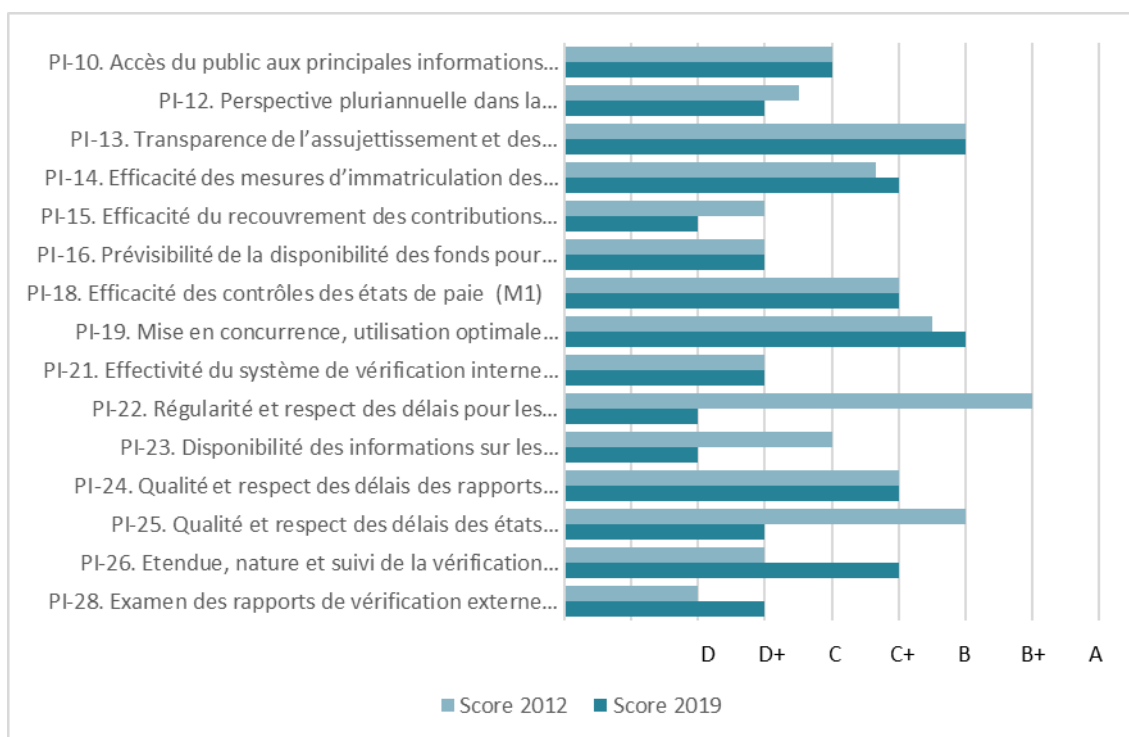 PI-10. Accès du public aux principales informations...
PI-12. Perspective pluriannuelle dans la...
PI-13. Transparence de l'assujettissement et des...
PI-14. Efficacité des mesures d'immatriculation des...
PI-15. Efficacité du recouvrement des contributions...
PI-16. Prévisibilité de la disponibilité des fonds pour...
PI-18. Efficacité des contrôles des états de paie (M1)
PI-19. Mise en concurrence, utilisation optimale...
PI-21. Effectivité du système de vérification interne...
PI-22. Régularité et respect des délais pour les...
PI-23. Disponibilité des informations sur les...
PI-24. Qualité et respect des délais des rapports...
PI-25. Qualité et respect des délais des états...
PI-26. Etendue, nature et suivi de la vérification...
PI-28. Examen des rapports de vérification externe...
D D+ C C+ B B+ A
Score 2012 Score 2019